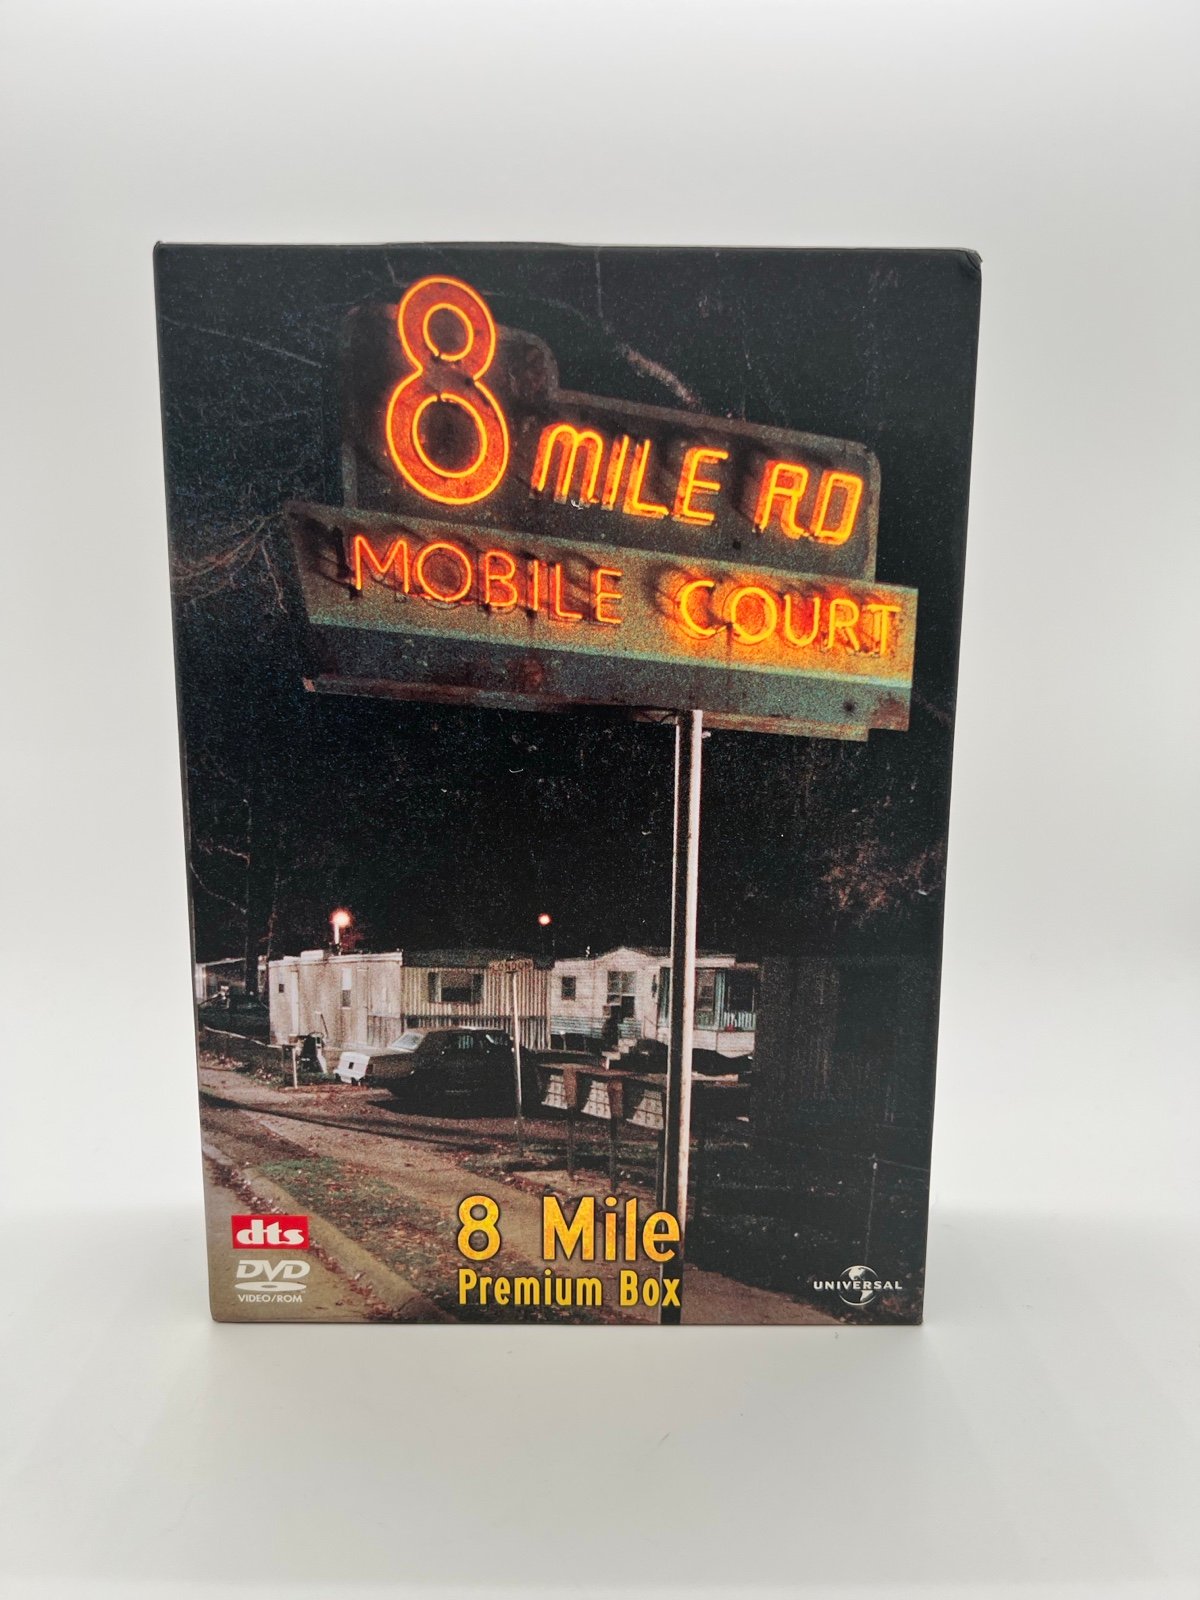 8 MILE RD
MOBILE COURT
8 Mile
Premium Box
dts
DVD
VIDEO/ROM
UNIVERSAL